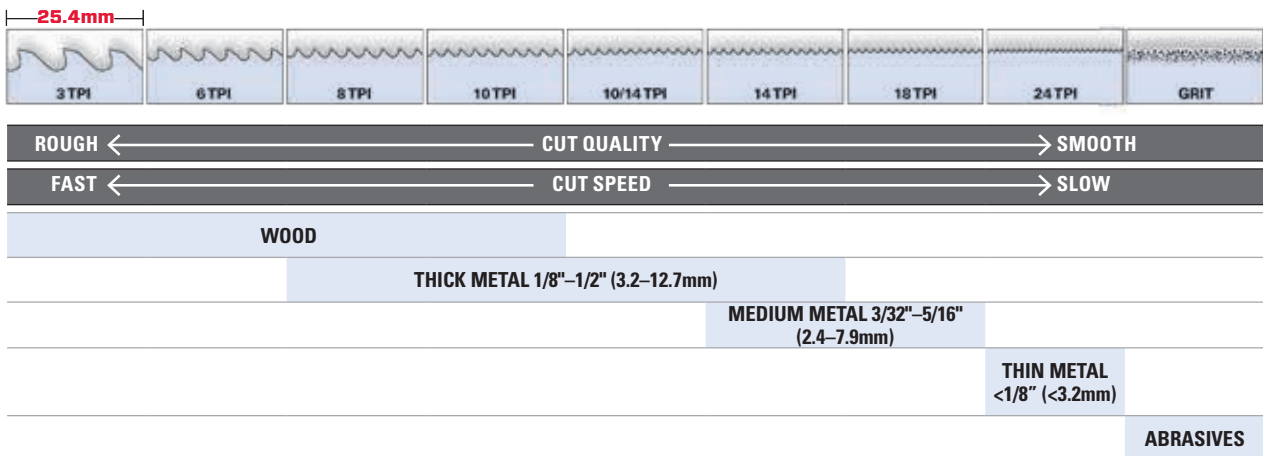 25.4mm
3 TPI 6 TPI 8 TPI 10 TPI 10/14 TPI 14 TPI 18 TPI 24 TPI GRIT
ROUGH CUT QUALITY SMOOTH
FAST CUT SPEED SLOW
WOOD
THICK METAL 1/8"–1/2" (3.2–12.7mm)
MEDIUM METAL 3/32"–5/16"
(2.4–7.9mm)
THIN METAL
<1/8” (<3.2mm)
ABRASIVES